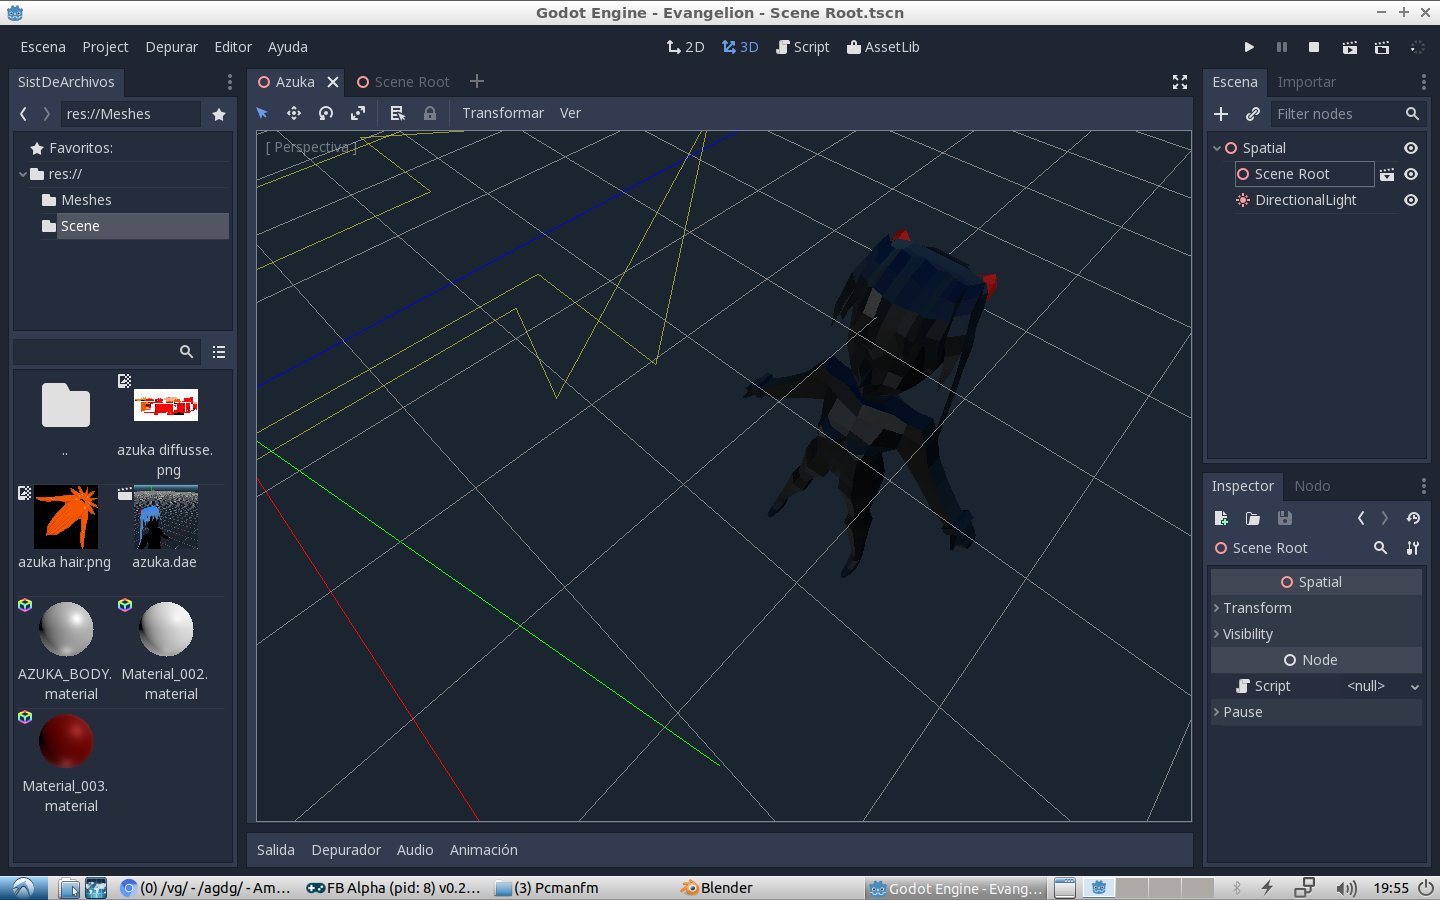 Godot Engine - Evangelion - Scene Root.tscn
Escena Project Depurar Editor Ayuda
2D 3D Script AssetLib
SistDeArchivos
res://Meshes
Favoritos:
res://
Meshes
Scene
..
azuka diffusse.
png
azuka hair.png
azuka.dae
AZUKA_BODY.
material
Material_002.
material
Material_003.
material
Azuka Scene Root
Transformar Ver
[ Perspectiva ]
Salida Depurador Audio Animación
Escena Importar
Filter nodes
Spatial
Scene Root
DirectionalLight
Inspector Nodo
Scene Root
Spatial
Transform
Visibility
Node
Script <null>
Pause
(0) /vg/ - /agdg/ - Am...
FB Alpha (pid: 8) v0.2...
(3) Pcmanfm
Blender
Godot Engine - Evang...
19:55